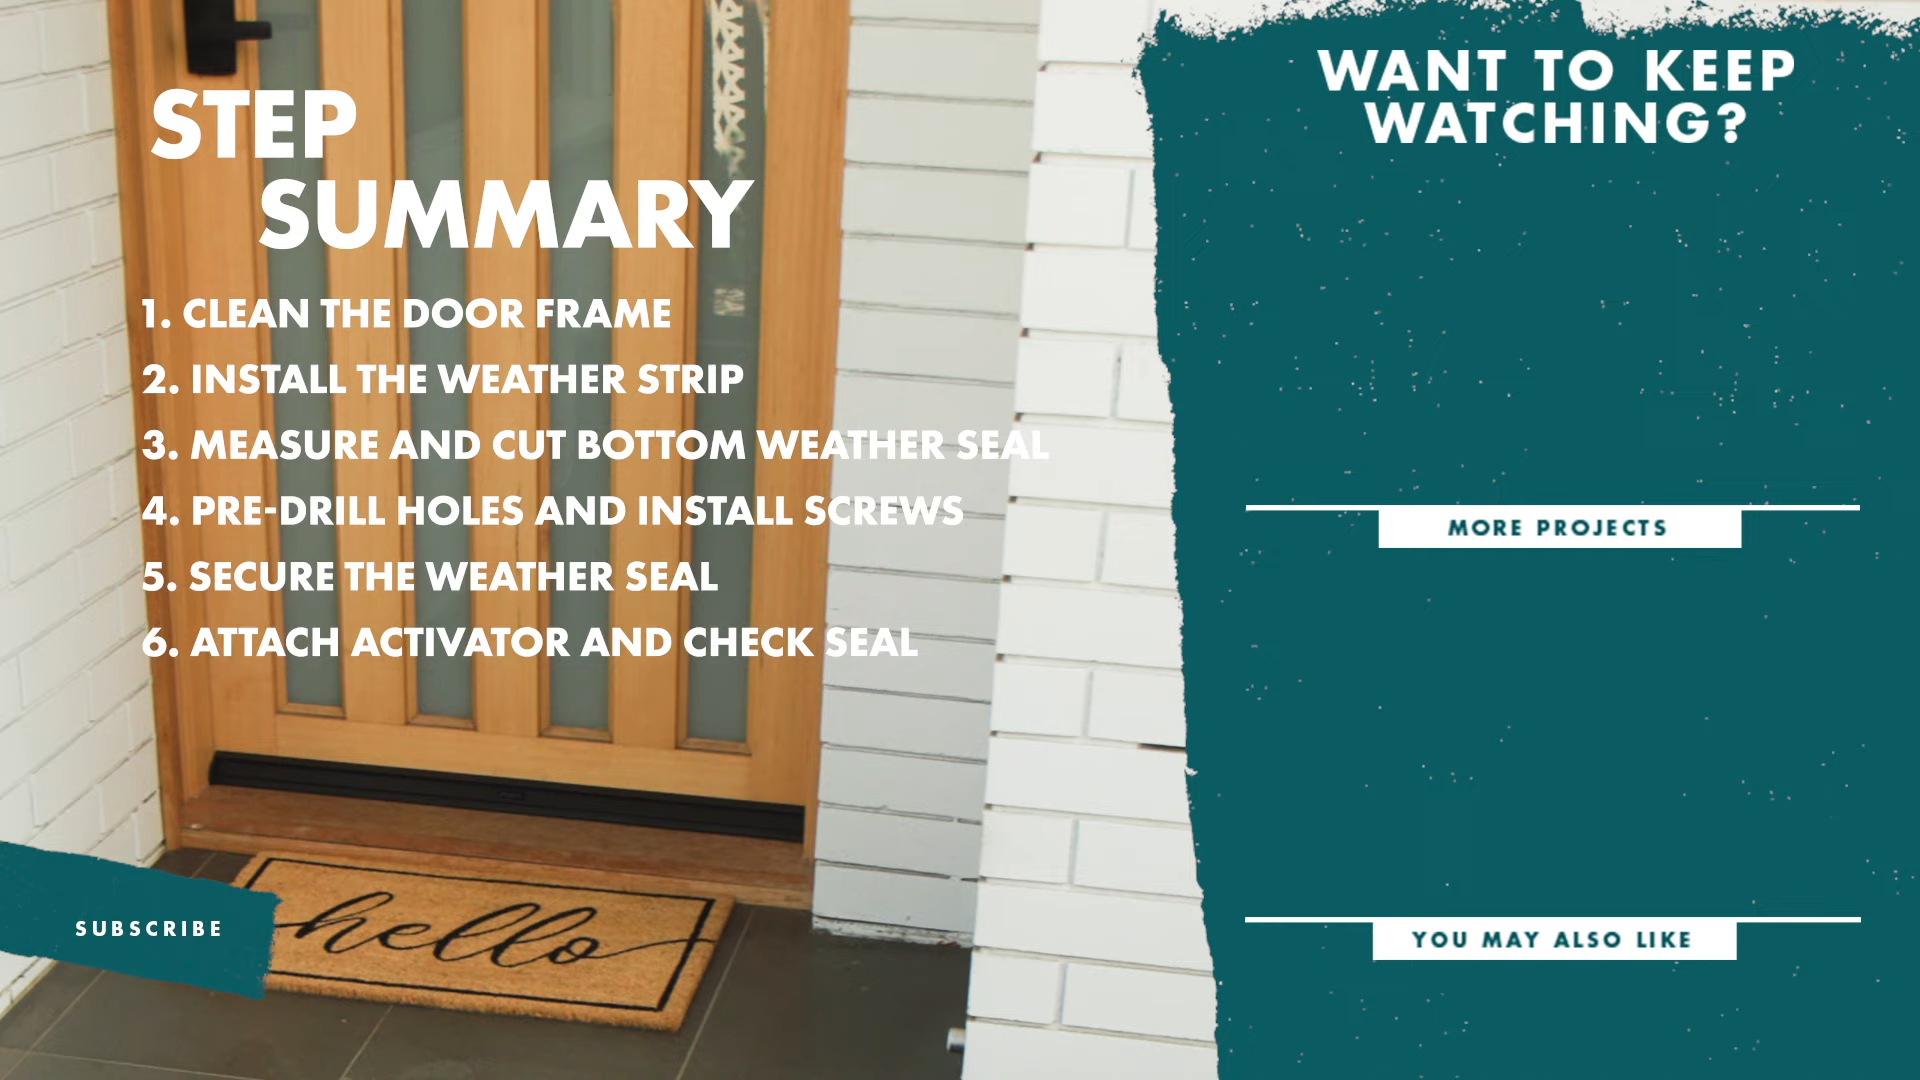 STEP
SUMMARY
1. CLEAN THE DOOR FRAME
2. INSTALL THE WEATHER STRIP
3. MEASURE AND CUT BOTTOM WEATHER SEAL
4. PRE-DRILL HOLES AND INSTALL SCREWS
5. SECURE THE WEATHER SEAL
6. ATTACH ACTIVATOR AND CHECK SEAL
hello
SUBSCRIBE
WANT TO KEEP
WATCHING?
MORE PROJECTS
YOU MAY ALSO LIKE